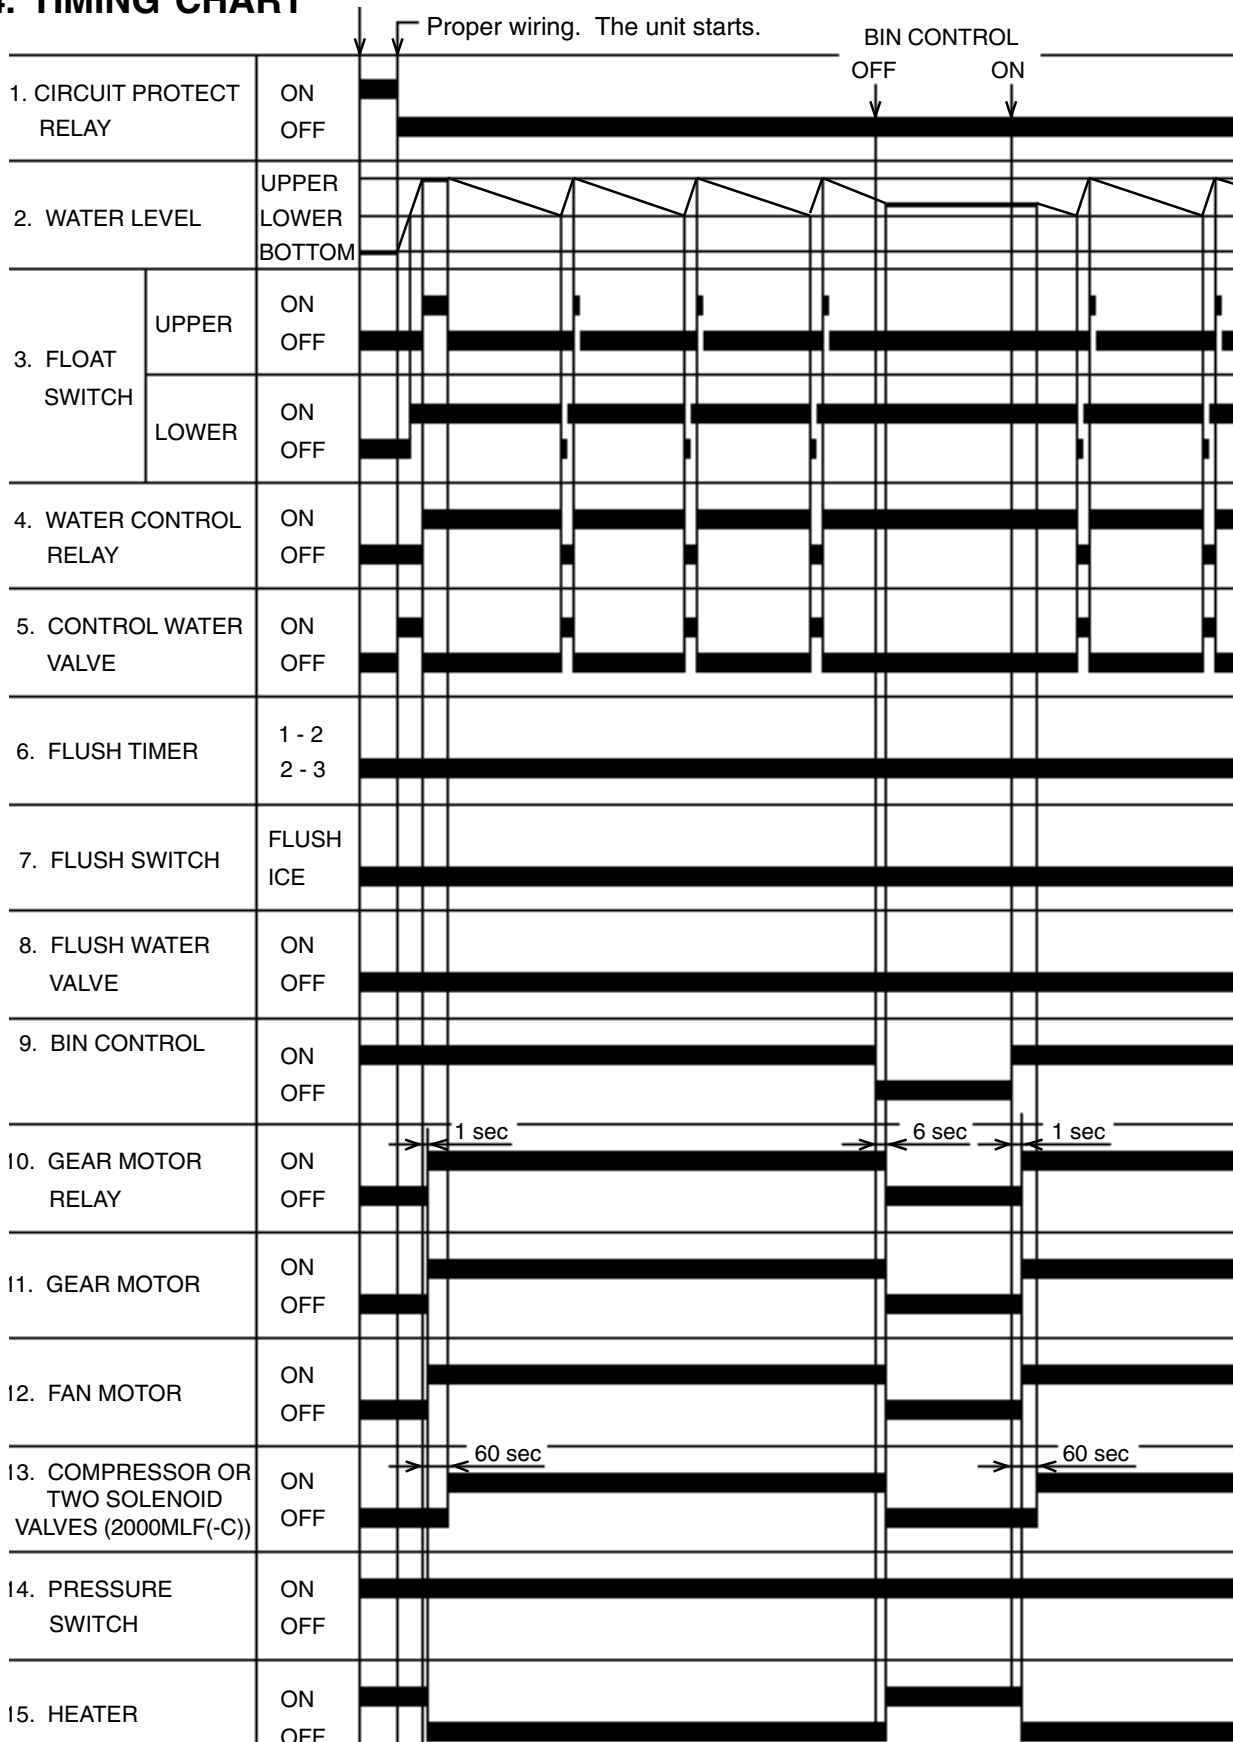 4. TIMING CHART
Proper wiring. The unit starts.
BIN CONTROL
OFF ON
1. CIRCUIT PROTECT
RELAY
ON
OFF
2. WATER LEVEL
UPPER
LOWER
BOTTOM
3. FLOAT
SWITCH
UPPER
ON
OFF
LOWER
ON
OFF
4. WATER CONTROL
RELAY
ON
OFF
5. CONTROL WATER
VALVE
ON
OFF
6. FLUSH TIMER
1 - 2
2 - 3
7. FLUSH SWITCH
FLUSH
ICE
8. FLUSH WATER
VALVE
ON
OFF
9. BIN CONTROL
ON
OFF
1 sec 6 sec 1 sec
10. GEAR MOTOR
RELAY
ON
OFF
11. GEAR MOTOR
ON
OFF
12. FAN MOTOR
ON
OFF
60 sec 60 sec
13. COMPRESSOR OR
TWO SOLENOID
VALVES (2000MLF(-C))
ON
OFF
14. PRESSURE
SWITCH
ON
OFF
15. HEATER
ON
OFF